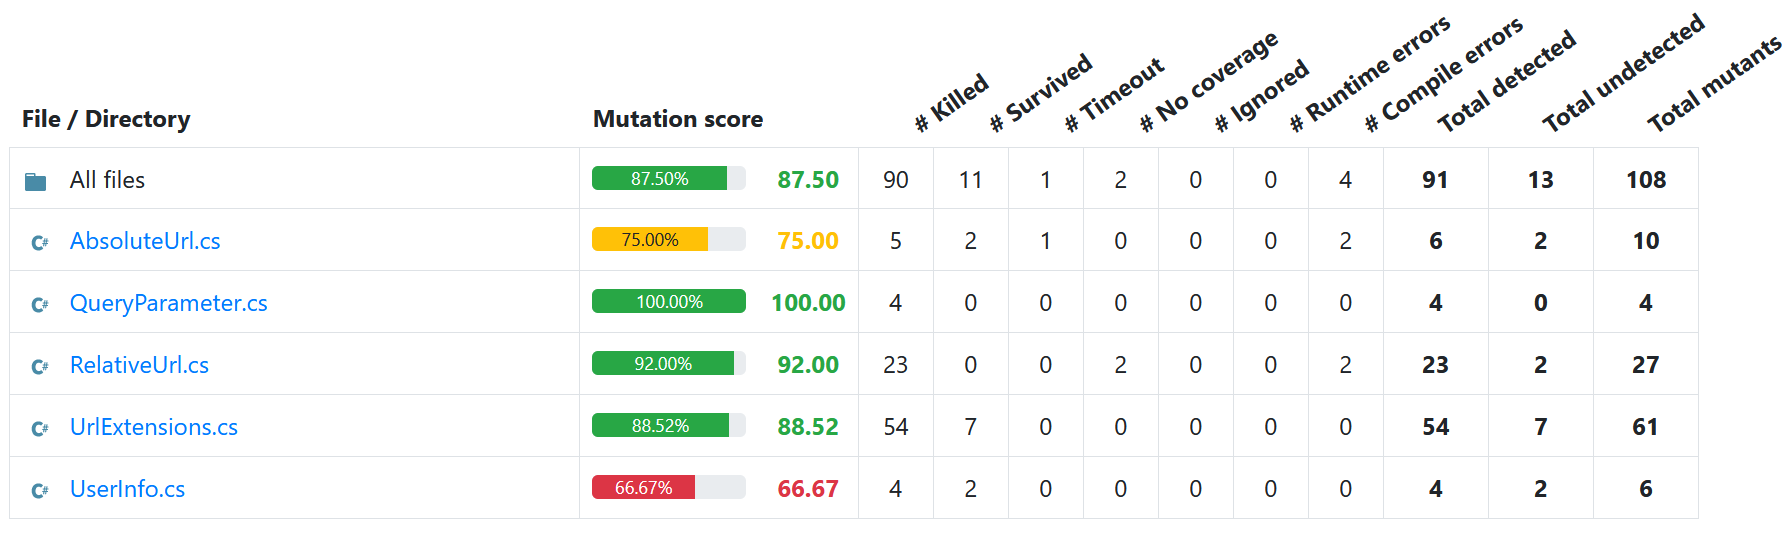 File / Directory Mutation score # Killed # Survived # Timeout # No coverage # Ignored # Runtime errors # Compile errors Total detected Total undetected Total mutants
All files 87.50% 87.50 90 11 1 2 0 0 4 91 13 108
C# AbsoluteUrl.cs 75.00% 75.00 5 2 1 0 0 0 2 6 2 10
C# QueryParameter.cs 100.00% 100.00 4 0 0 0 0 0 0 4 0 4
C# RelativeUrl.cs 92.00% 92.00 23 0 0 2 0 0 2 23 2 27
C# UrlExtensions.cs 88.52% 88.52 54 7 0 0 0 0 0 54 7 61
C# UserInfo.cs 66.67% 66.67 4 2 0 0 0 0 0 4 2 6